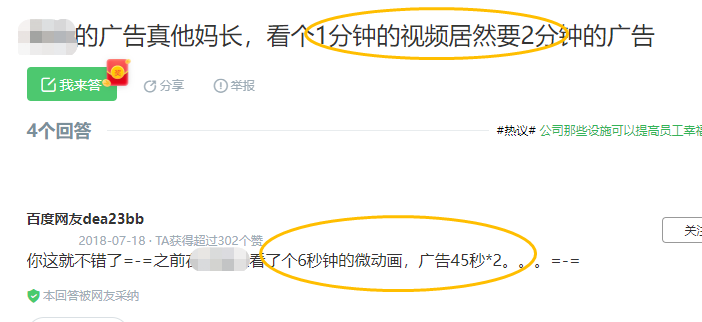 的广告真他妈长，看个1分钟的视频居然要2分钟的广告
我来答
分享
举报
4个回答
#热议# 公司那些设施可以提高员工幸福
百度网友dea23bb
关注
2018-07-18 · TA获得超过302个赞
你这就不错了=-=之前在看了个6秒钟的微动画，广告45秒*2。。。=-=
本回答被网友采纳